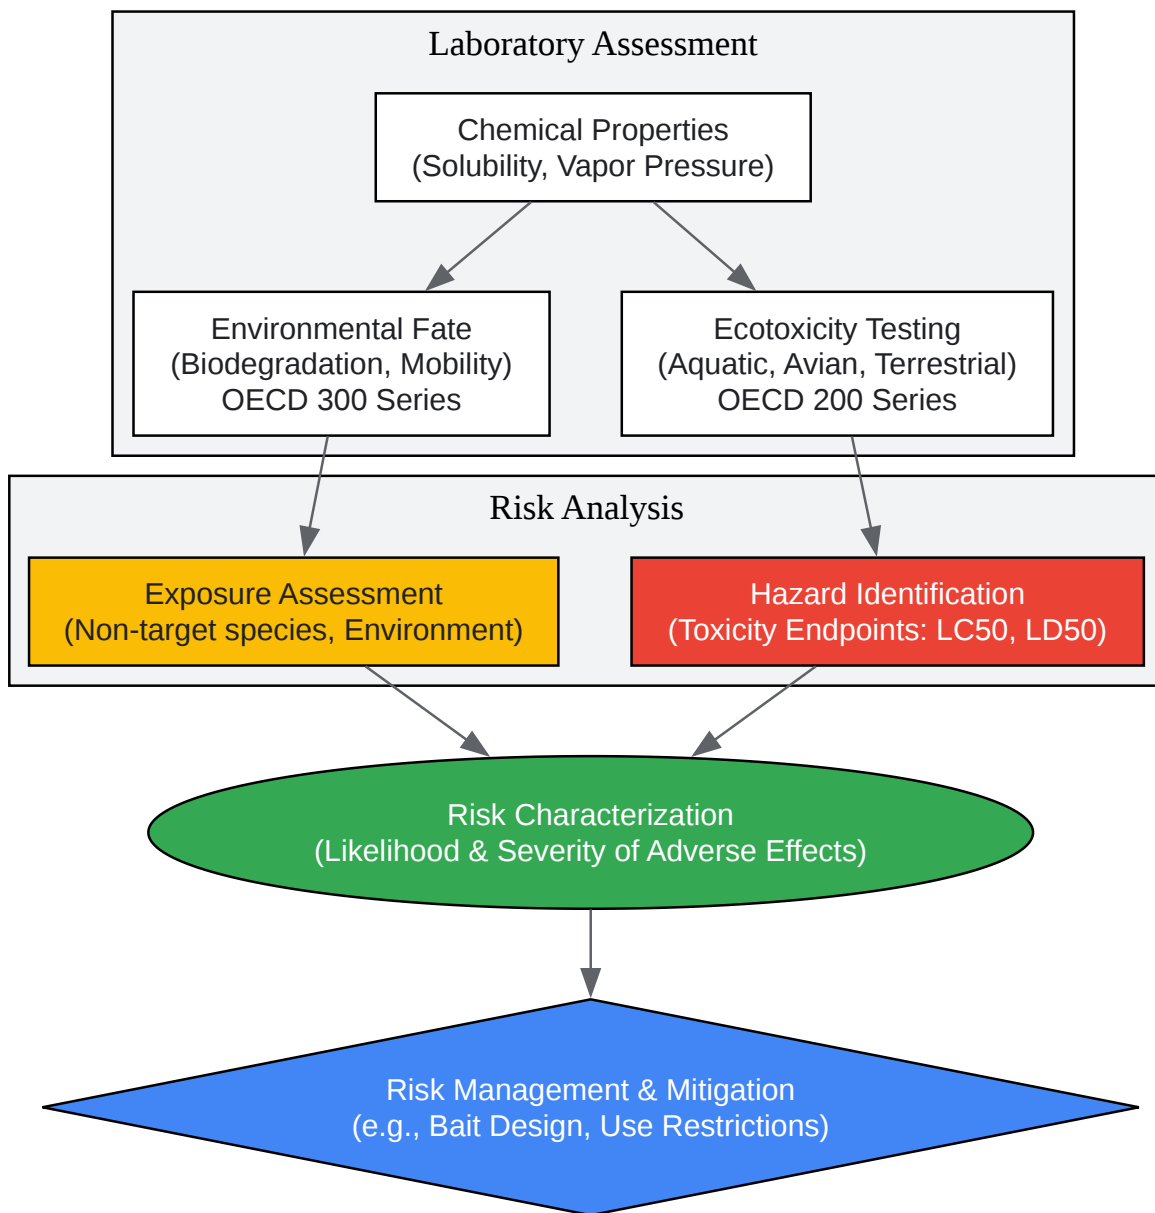 Laboratory Assessment
Chemical Properties
(Solubility, Vapor Pressure)
Environmental Fate
(Biodegradation, Mobility)
OECD 300 Series
Ecotoxicity Testing
(Aquatic, Avian, Terrestrial)
OECD 200 Series
Risk Analysis
Exposure Assessment
(Non-target species, Environment)
Hazard Identification
(Toxicity Endpoints: LC50, LD50)
Risk Characterization
(Likelihood & Severity of Adverse Effects)
Risk Management & Mitigation
(e.g., Bait Design, Use Restrictions)